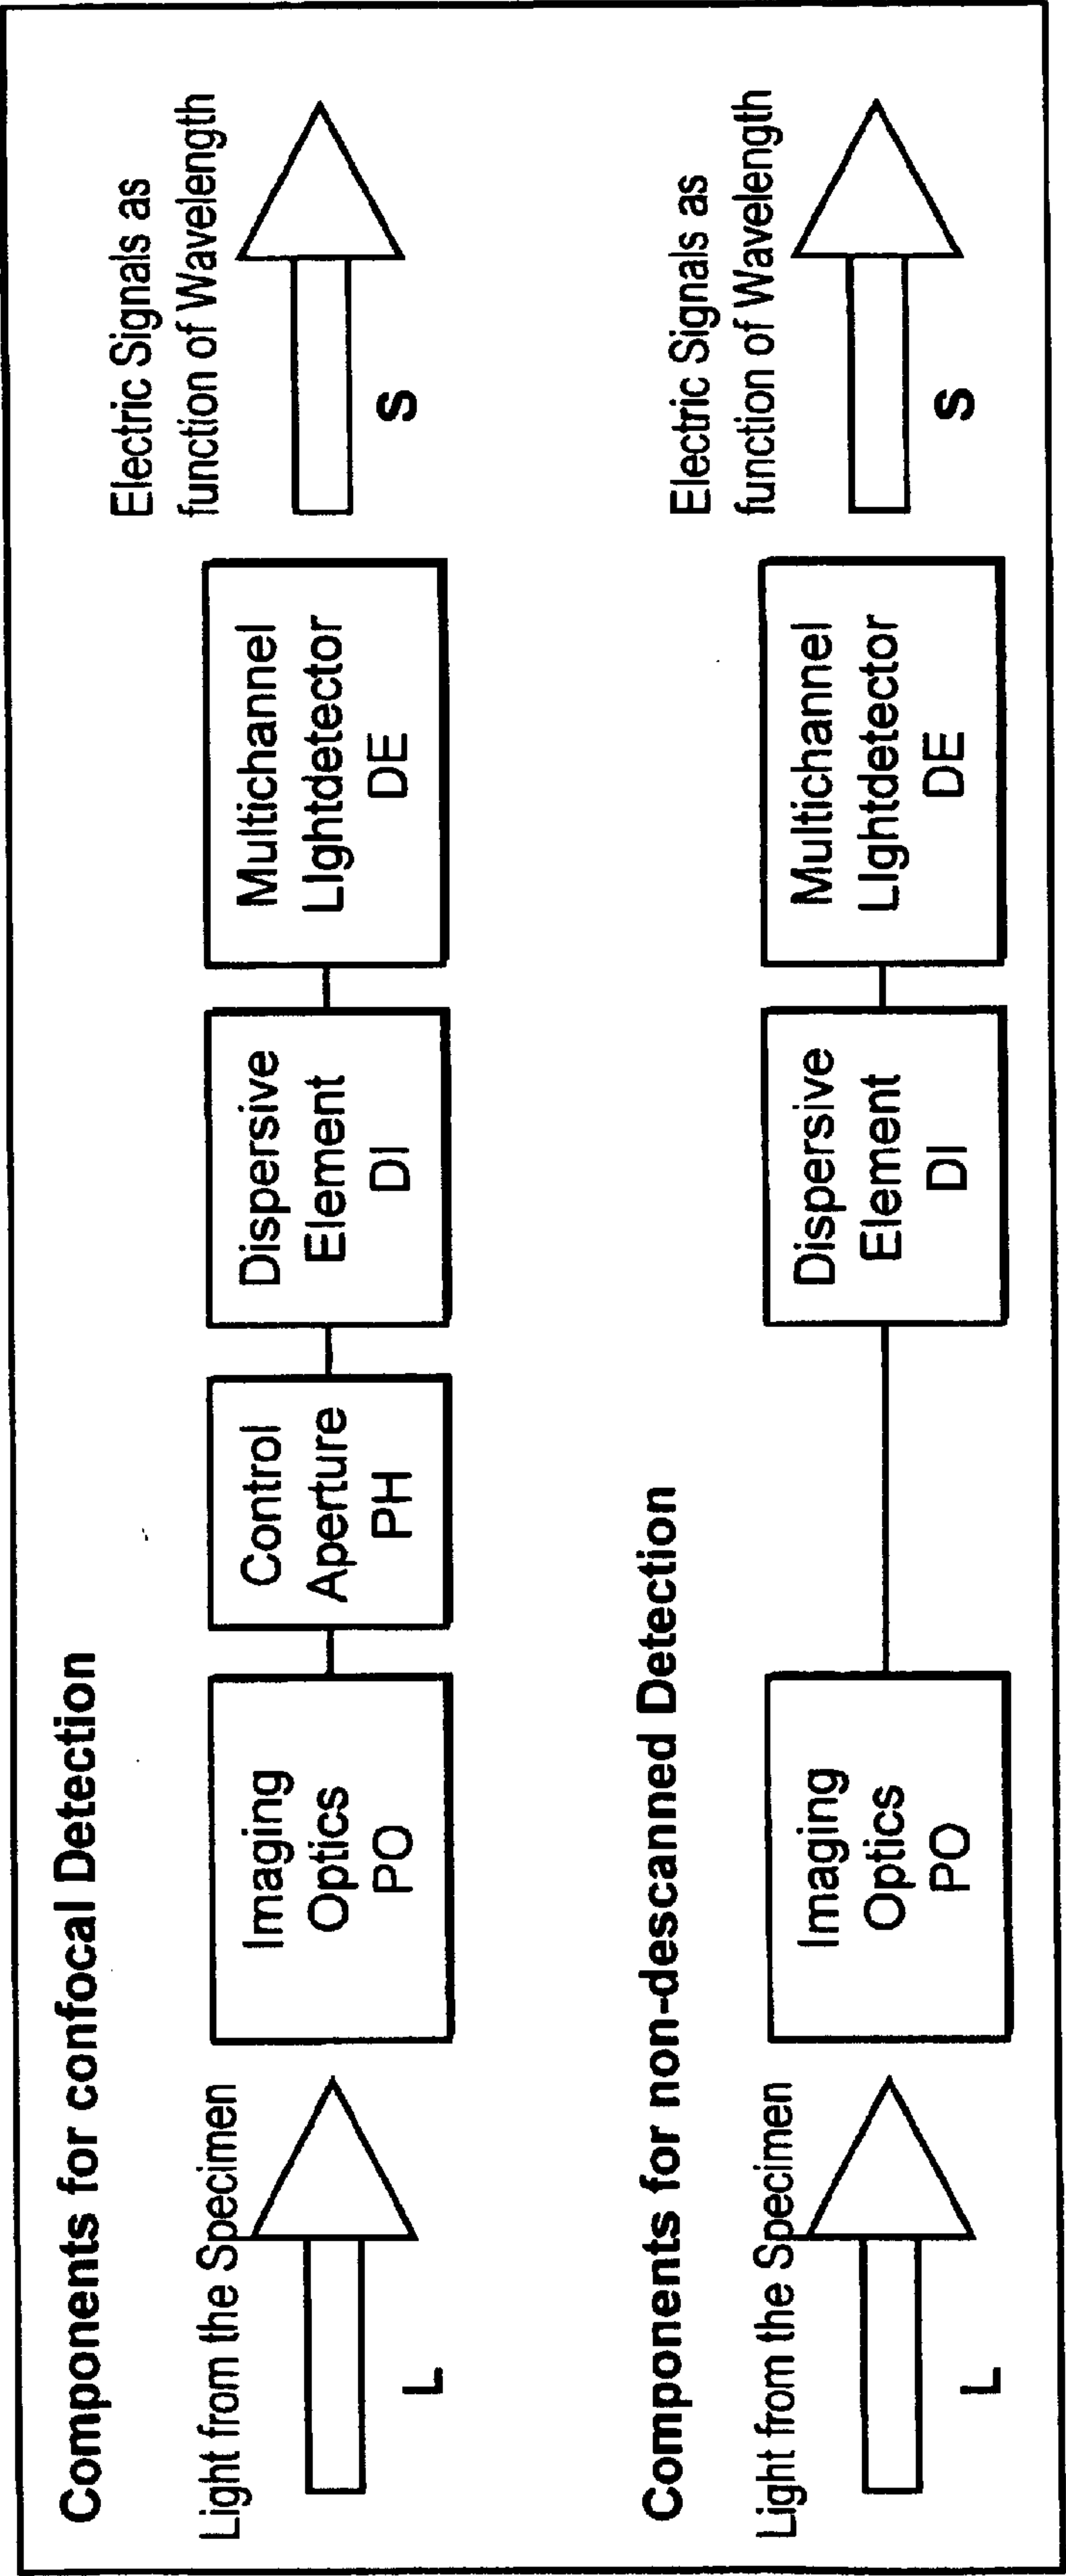 Components for confocal Detection
Light from the Specimen
L
Imaging
Optics
PO
Control
Aperture
PH
Dispersive
Element
DI
Multichannel
LIghtdetector
DE
Electric Signals as
function of Wavelength
S
Components for non-descanned Detection
Light from the Specimen
L
Imaging
Optics
PO
Dispersive
Element
DI
Multichannel
LIghtdetector
DE
Electric Signals as
function of Wavelength
S